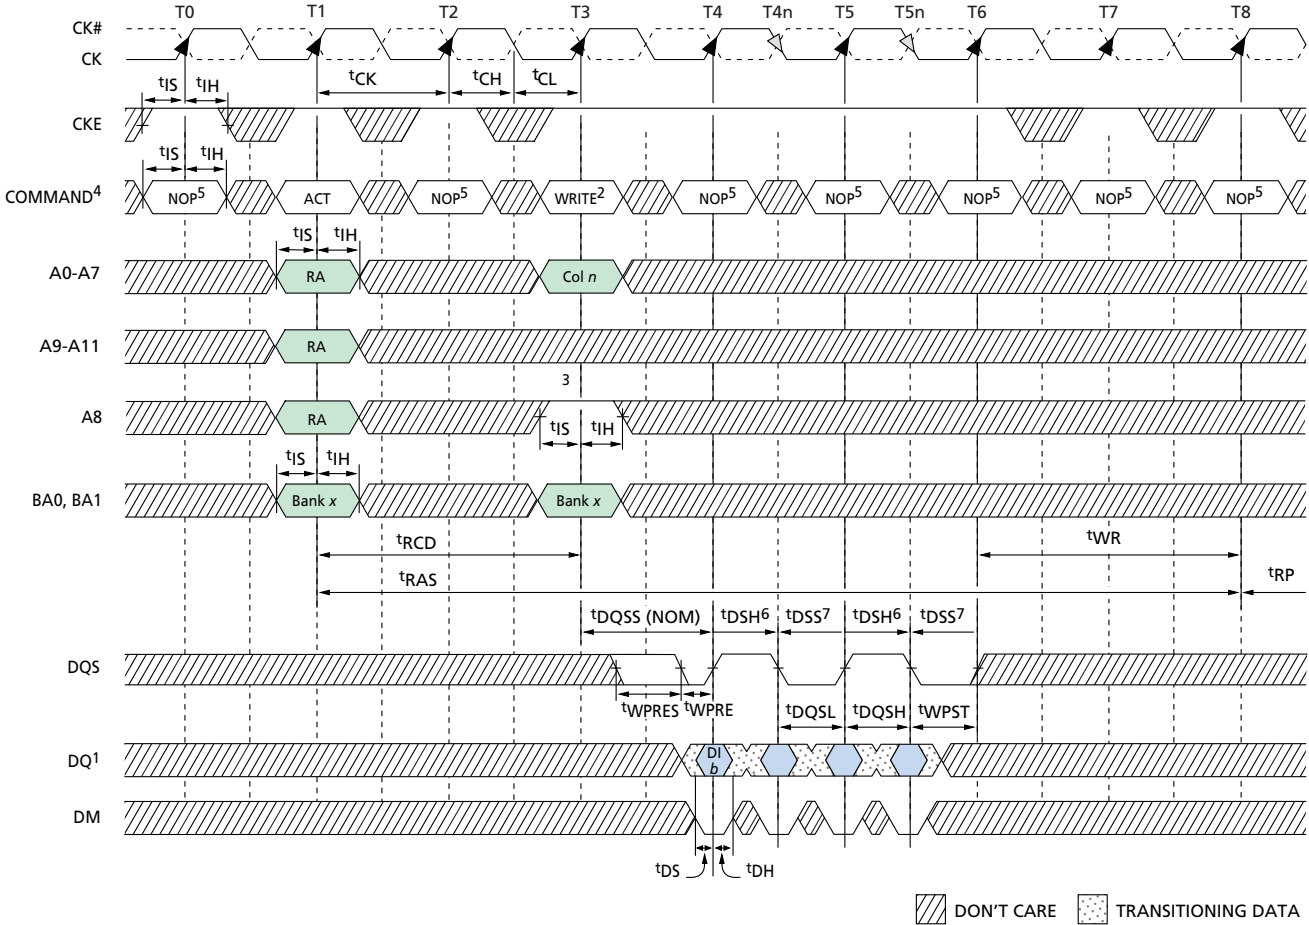 T0 T1 T2 T3 T4 T4n T5 T5n T6 T7 T8
CK#
CK
tIS tIH tCK tCH tCL
CKE
tIS tIH
COMMAND4 NOP5 ACT NOP5 WRITE2 NOP5 NOP5 NOP5 NOP5 NOP5
tIS tIH
A0-A7 RA Col n
A9-A11 RA
3
A8 RA
tIS tIH
tIS tIH
BA0, BA1 Bank x Bank x
tRCD tWR
tRAS tRP
tDQSS (NOM) tDSH6 tDSS7 tDSH6 tDSS7
DQS
tWPRES tWPRE tDQSL tDQSH tWPST
DQ1 DI
b
DM
tDS tDH
DON'T CARE TRANSITIONING DATA